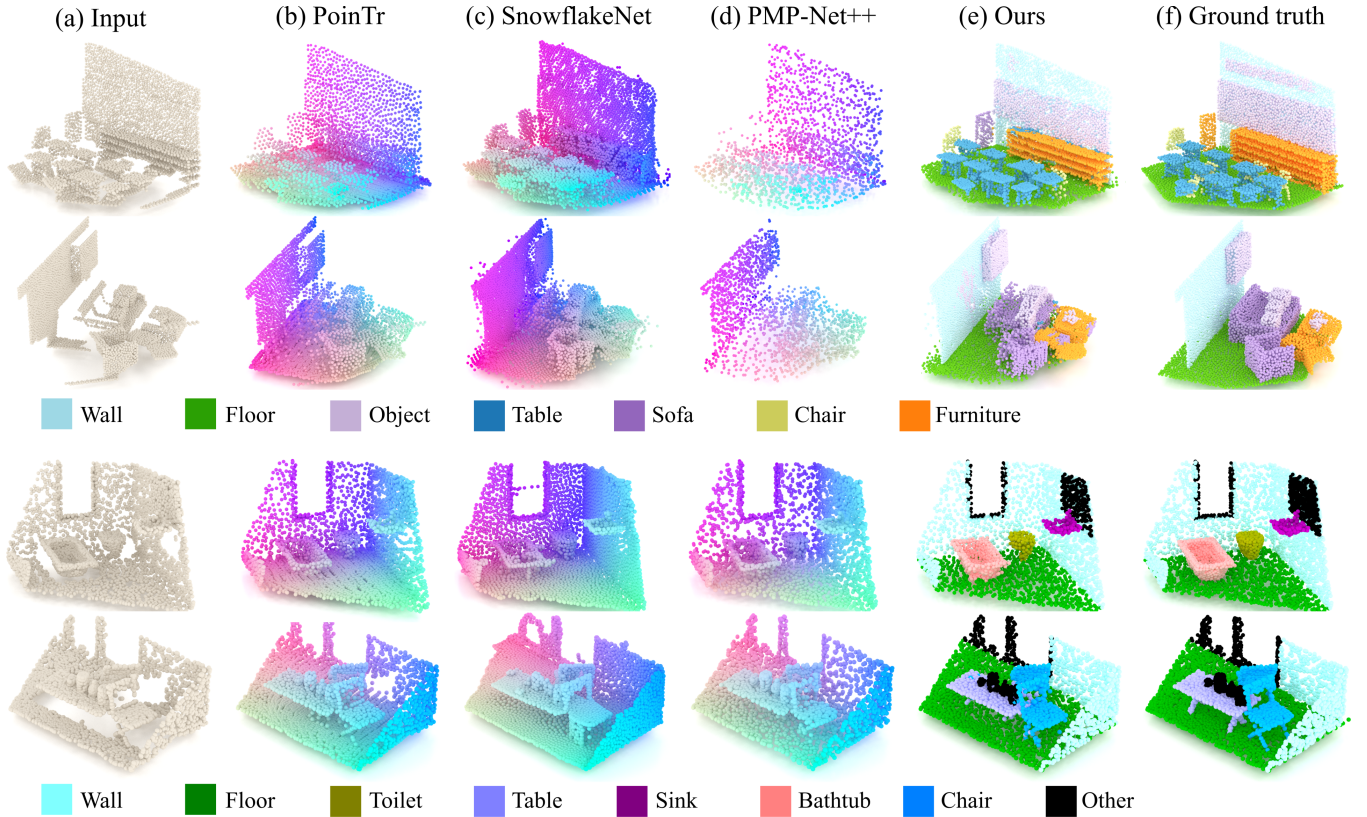 (a) Input (b) PoinTr (c) SnowflakeNet (d) PMP-Net++ (e) Ours (f) Ground truth
Wall Floor Object Table Sofa Chair Furniture
Wall Floor Toilet Table Sink Bathtub Chair Other